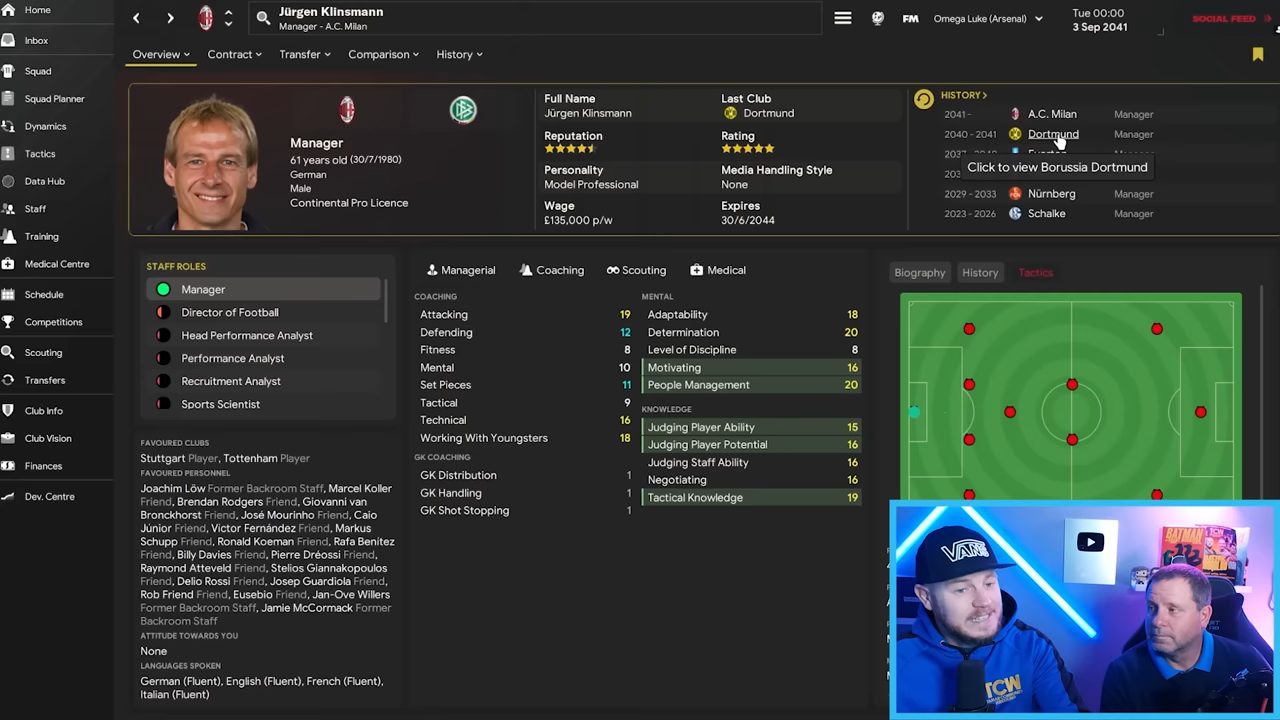 Home
Inbox
Squad
Squad Planner
Dynamics
Tactics
Data Hub
Staff
Training
Medical Centre
Schedule
Competitions
Scouting
Transfers
Club Info
Club Vision
Finances
Dev. Centre
Jürgen Klinsmann
Manager - A.C. Milan
FM
Omega Luke (Arsenal)
Tue 00:00
3 Sep 2041
SOCIAL FEED
Overview
Contract
Transfer
Comparison
History
Manager
61 years old (30/7/1980)
German
Male
Continental Pro Licence
Full Name
Jürgen Klinsmann
Last Club
Dortmund
Reputation
Rating
Personality
Model Professional
Media Handling Style
None
Wage
£135,000 p/w
Expires
30/6/2044
HISTORY >
2041 - A.C. Milan Manager
2040 - 2041 Dortmund Manager
Click to view Borussia Dortmund
2029 - 2033 Nürnberg Manager
2023 - 2026 Schalke Manager
STAFF ROLES
Manager
Director of Football
Head Performance Analyst
Performance Analyst
Recruitment Analyst
Sports Scientist
FAVOURED CLUBS
Stuttgart Player, Tottenham Player
FAVOURED PERSONNEL
Joachim Löw Former Backroom Staff, Marcel Koller
Friend, Brendan Rodgers Friend, Giovanni van
Bronckhorst Friend, José Mourinho Friend, Caio
Júnior Friend, Victor Fernández Friend, Markus
Schupp Friend, Ronald Koeman Friend, Rafa Benítez
Friend, Billy Davies Friend, Pierre Dréossi Friend,
Raymond Atteveld Friend, Stelios Giannakopoulos
Friend, Delio Rossi Friend, Josep Guardiola Friend,
Rob Friend Friend, Eusebio Friend, Jan-Ove Willers
Former Backroom Staff, Jamie McCormack Former
Backroom Staff
ATTITUDE TOWARDS YOU
None
LANGUAGES SPOKEN
German (Fluent), English (Fluent), French (Fluent),
Italian (Fluent)
Managerial
Coaching
Scouting
Medical
COACHING
Attacking 19
Defending 12
Fitness 8
Mental 10
Set Pieces 11
Tactical 9
Technical 16
Working With Youngsters 18
GK COACHING
GK Distribution 1
GK Handling 1
GK Shot Stopping 1
MENTAL
Adaptability 18
Determination 20
Level of Discipline 8
Motivating 16
People Management 20
KNOWLEDGE
Judging Player Ability 15
Judging Player Potential 16
Judging Staff Ability 16
Negotiating 16
Tactical Knowledge 19
Biography
History
Tactics
VANS
BATMAN
TCW
TCW